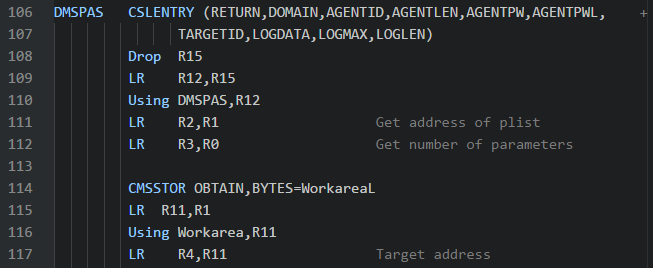 106 DMSPAS CSLENTRY (RETURN,DOMAIN,AGENTID,AGENTLEN,AGENTPW,AGENTPWL, +
107 TARGETID,LOGDATA,LOGMAX,LOGLEN)
108 Drop R15
109 LR R12,R15
110 Using DMSPAS,R12
111 LR R2,R1 Get address of plist
112 LR R3,R0 Get number of parameters
113
114 CMSSTOR OBTAIN,BYTES=WorkareaL
115 LR R11,R1
116 Using Workarea,R11
117 LR R4,R11 Target address